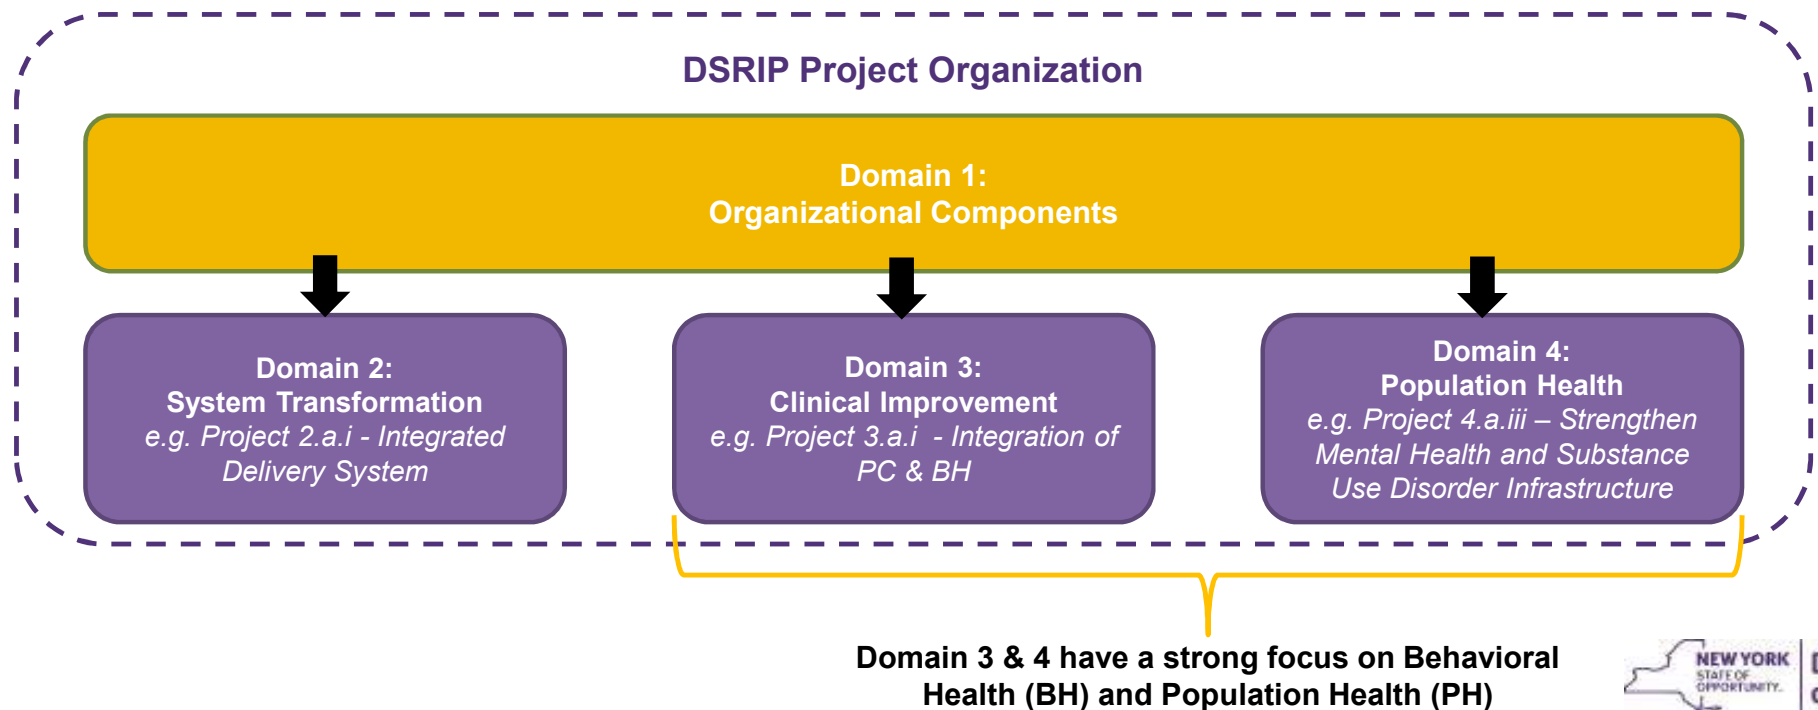 DSRIP Project Organization
Domain 1:
Organizational Components
Domain 2:
System Transformation
e.g. Project 2.a.i - Integrated
Delivery System
Domain 3:
Clinical Improvement
e.g. Project 3.a.i - Integration of
PC & BH
Domain 4:
Population Health
e.g. Project 4.a.iii – Strengthen
Mental Health and Substance
Use Disorder Infrastructure
Domain 3 & 4 have a strong focus on Behavioral
Health (BH) and Population Health (PH)
NEW YORK
STATE OF
OPPORTUNITY.